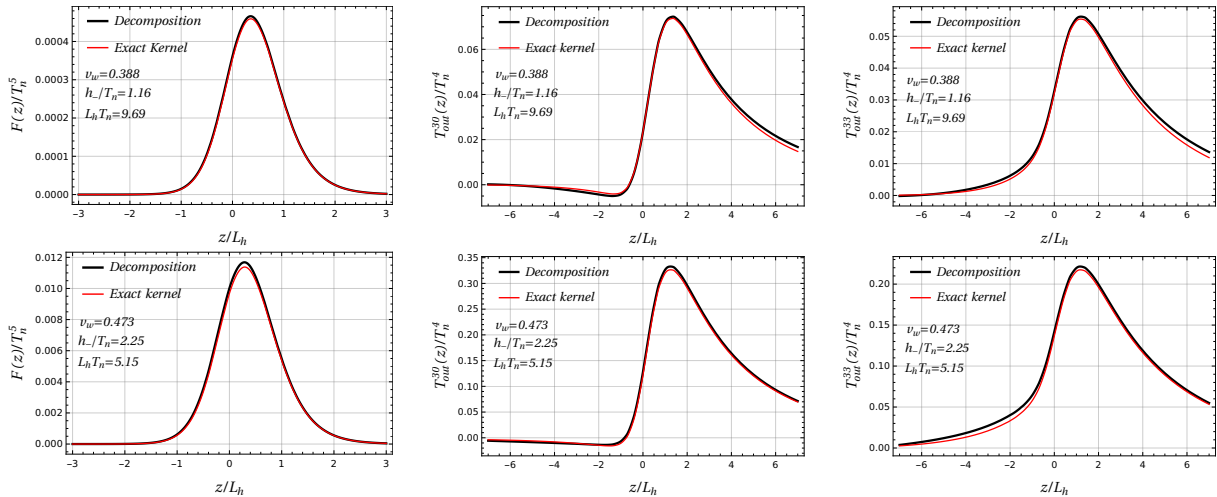 Decomposition
Exact Kernel
v_w=0.388
h_-/T_n=1.16
L_hT_n=9.69
F(z)/T_n^5
0.0004
0.0003
0.0002
0.0001
0.0000
−3 −2 −1 0 1 2 3
z/L_h
Decomposition
Exact kernel
v_w=0.388
h_-/T_n=1.16
L_hT_n=9.69
T_{out}^{30}(z)/T_n^4
0.06
0.04
0.02
0.00
−6 −4 −2 0 2 4 6
z/L_h
Decomposition
Exact kernel
v_w=0.388
h_-/T_n=1.16
L_hT_n=9.69
T_{out}^{33}(z)/T_n^4
0.05
0.04
0.03
0.02
0.01
0.00
−6 −4 −2 0 2 4 6
z/L_h
Decomposition
Exact kernel
v_w=0.473
h_-/T_n=2.25
L_hT_n=5.15
F(z)/T_n^5
0.012
0.010
0.008
0.006
0.004
0.002
0.000
−3 −2 −1 0 1 2 3
z/L_h
Decomposition
Exact kernel
v_w=0.473
h_-/T_n=2.25
L_hT_n=5.15
T_{out}^{30}(z)/T_n^4
0.35
0.30
0.25
0.20
0.15
0.10
0.05
0.00
−6 −4 −2 0 2 4 6
z/L_h
Decomposition
Exact kernel
v_w=0.473
h_-/T_n=2.25
L_hT_n=5.15
T_{out}^{33}(z)/T_n^4
0.20
0.15
0.10
0.05
0.00
−6 −4 −2 0 2 4 6
z/L_h